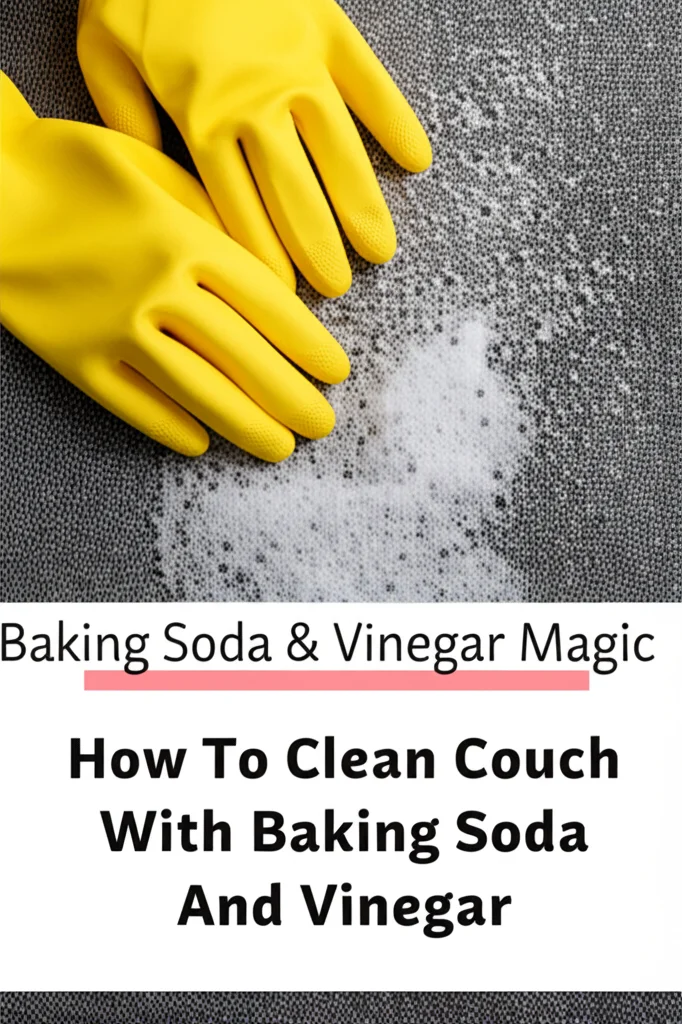 Baking Soda & Vinegar Magic
How To Clean Couch
With Baking Soda
And Vinegar